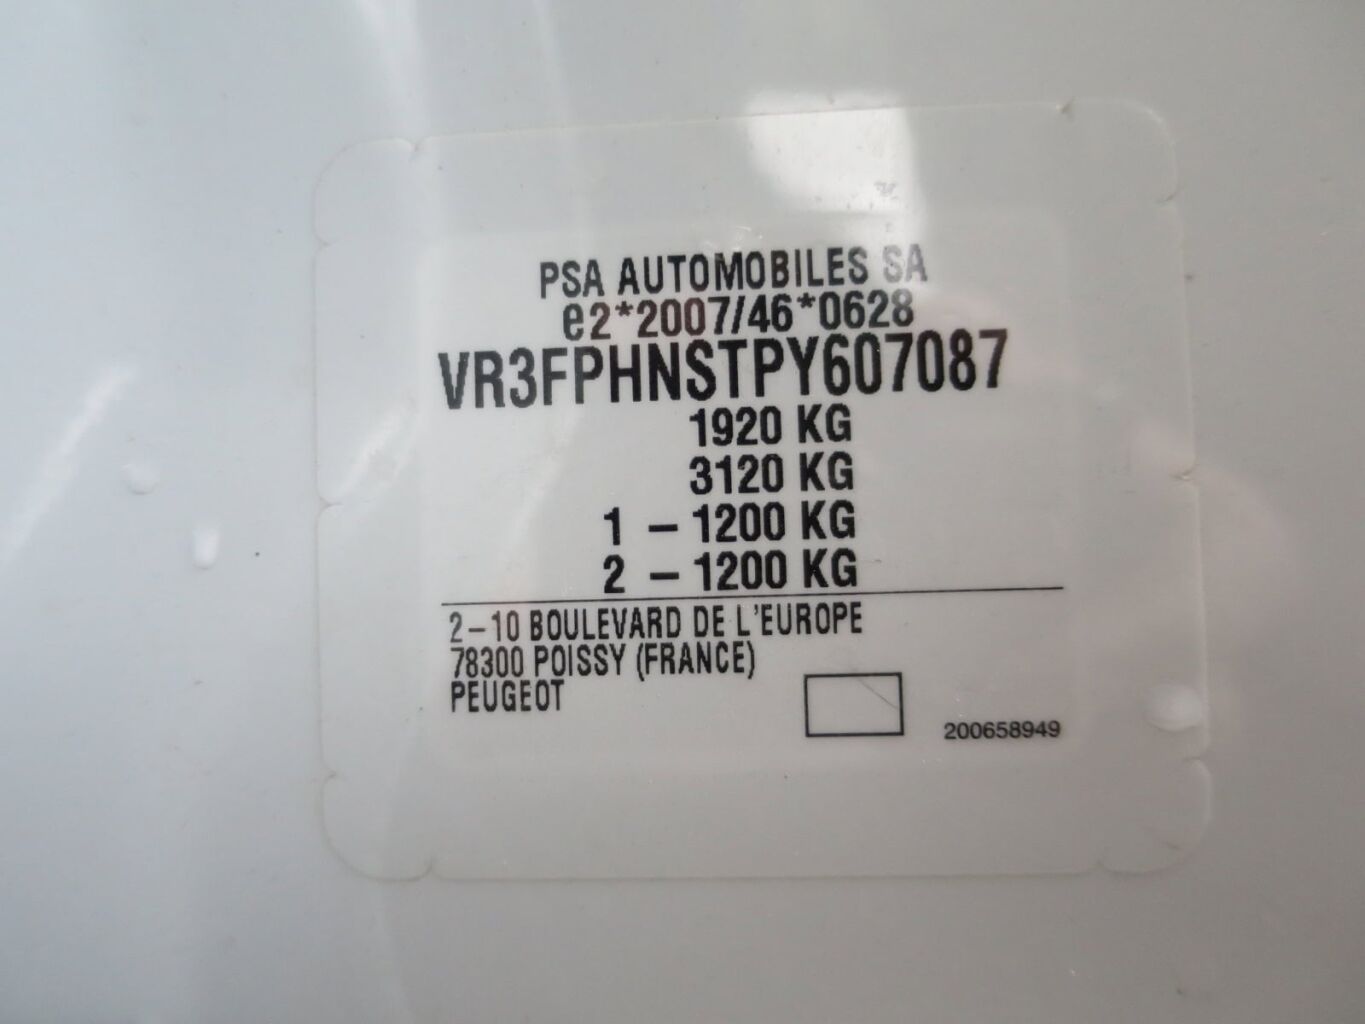 PSA AUTOMOBILES SA
e2*2007/46*0628
VR3FPHNSTPY607087
1920 KG
3120 KG
1 – 1200 KG
2 – 1200 KG
2–10 BOULEVARD DE L'EUROPE
78300 POISSY (FRANCE)
PEUGEOT
200658949